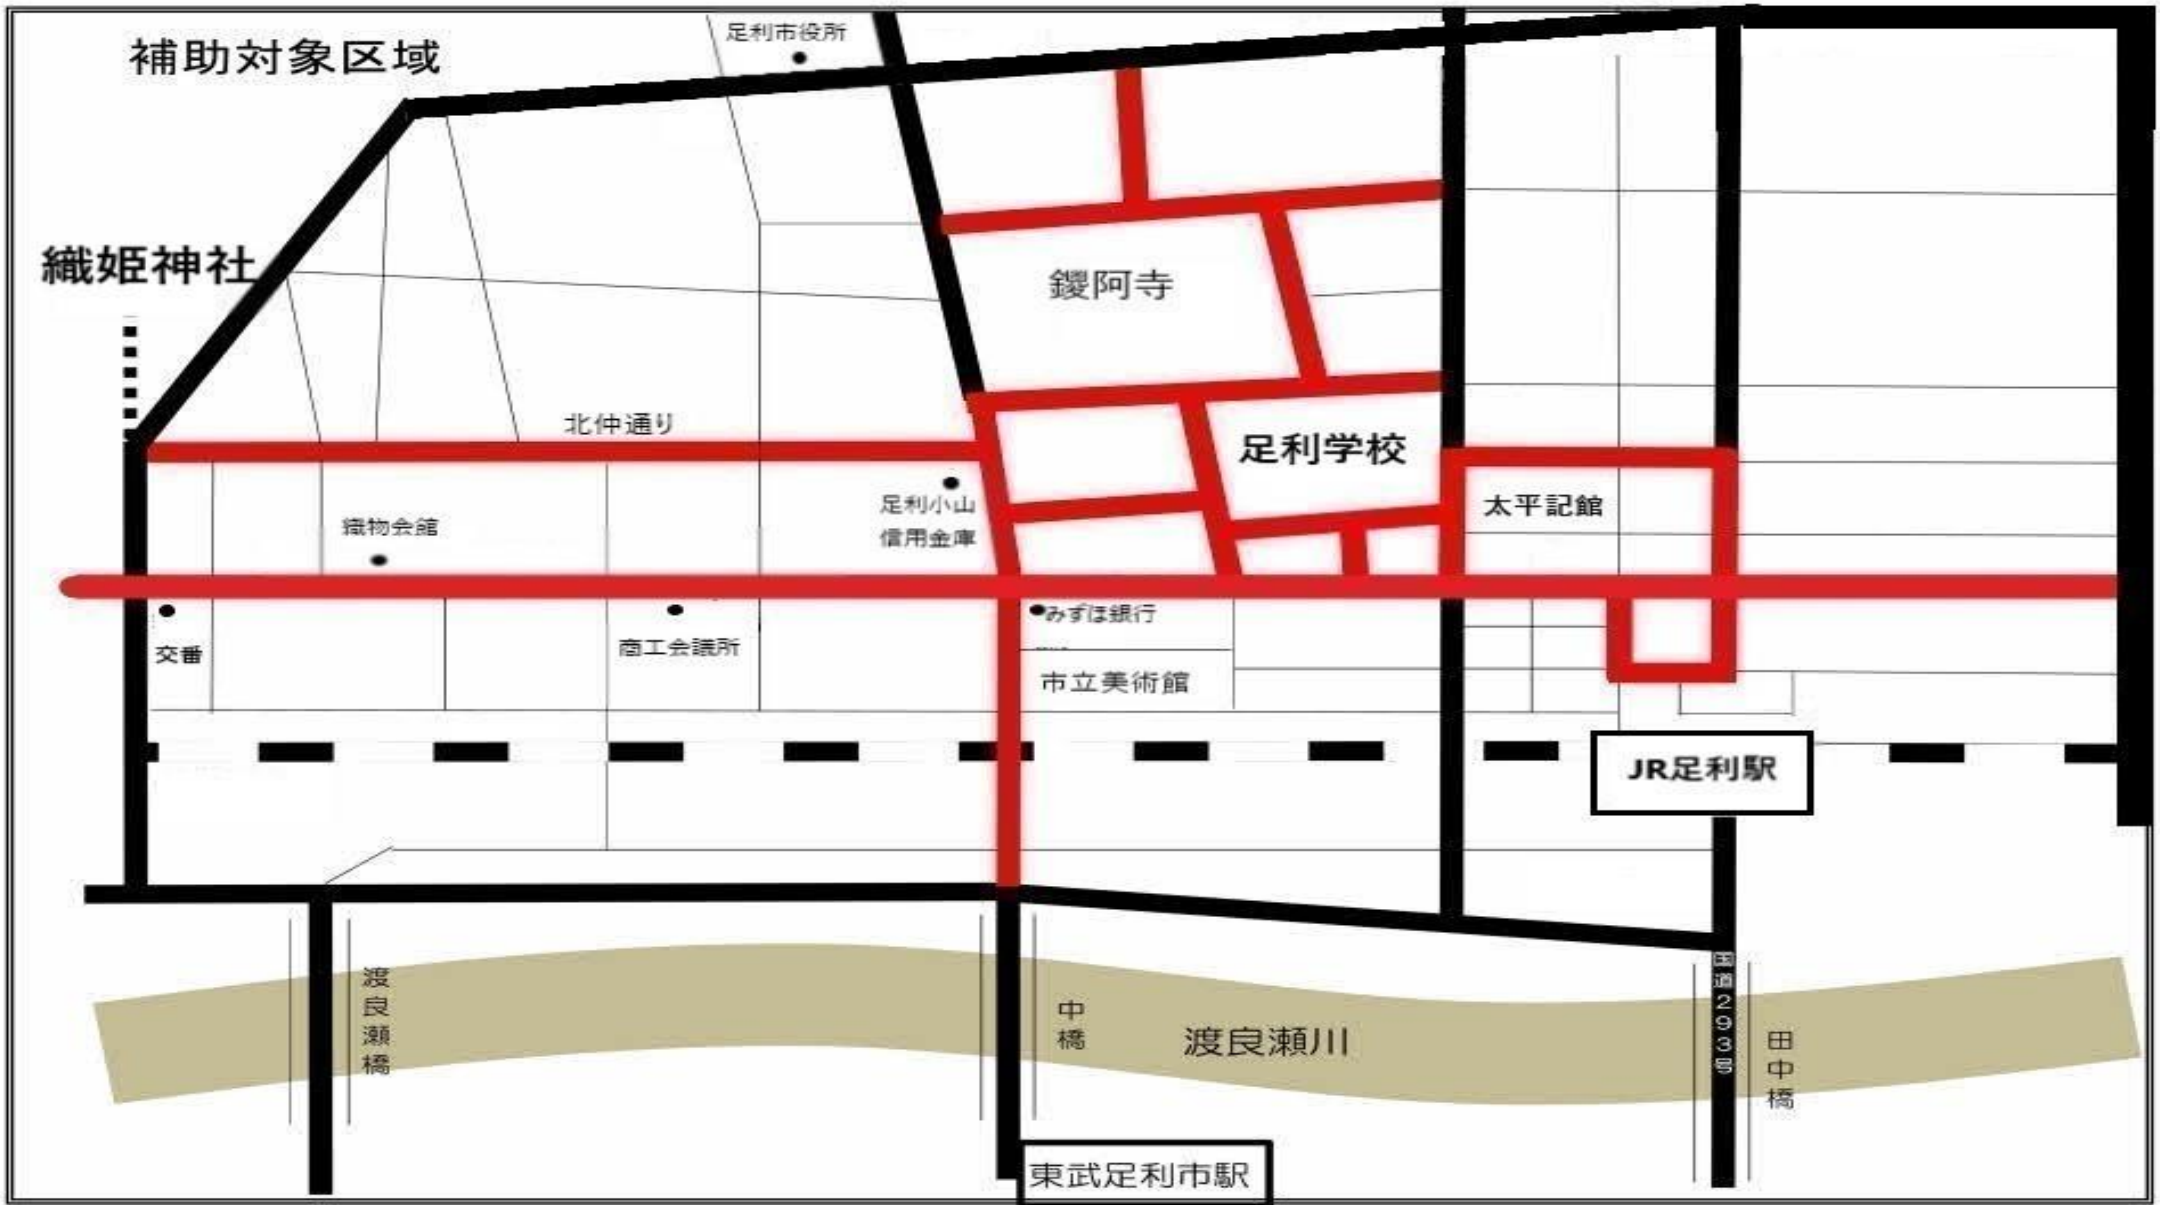 補助対象区域
足利市役所
織姫神社
鑁阿寺
北仲通り
足利学校
足利小山
信用金庫
太平記館
織物会館
みずほ銀行
交番
商工会議所
市立美術館
JR足利駅
渡良瀬橋
中橋
渡良瀬川
国道293号
田中橋
東武足利市駅